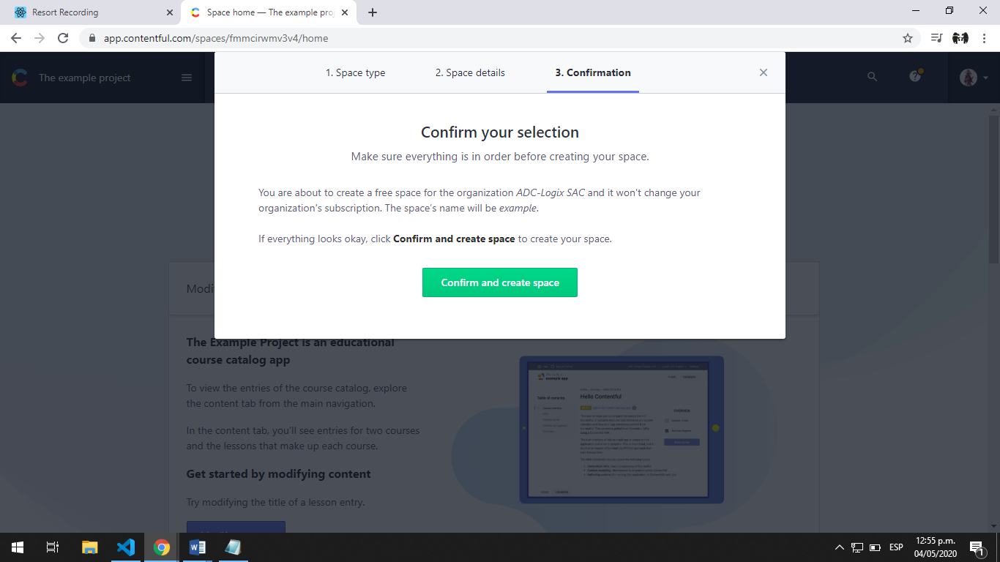 Resort Recording
Space home — The example pro
app.contentful.com/spaces/fmmcirwmv3v4/home
The example project
1. Space type
2. Space details
3. Confirmation
Confirm your selection
Make sure everything is in order before creating your space.
You are about to create a free space for the organization ADC-Logix SAC and it won't change your
organization's subscription. The space's name will be example.
If everything looks okay, click Confirm and create space to create your space.
Confirm and create space
Modi
The Example Project is an educational
course catalog app
To view the entries of the course catalog, explore
the content tab from the main navigation.
In the content tab, you'll see entries for two courses
and the lessons that make up each course.
Get started by modifying content
Try modifying the title of a lesson entry.
example app
Table of contents
Hello Contentful
OVERVIEW
ESP
12:55 p.m.
04/05/2020
1